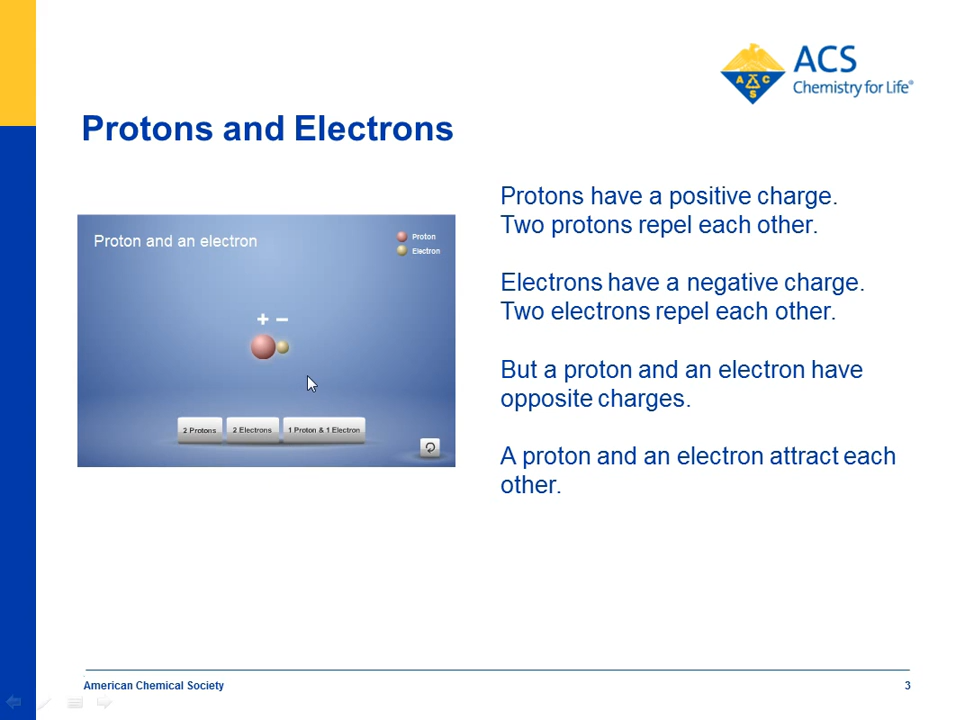 ACS
Chemistry for Life®
A C S
Protons and Electrons
Proton and an electron
Proton
Electron
+ −
2 Protons
2 Electrons
1 Proton & 1 Electron
Protons have a positive charge.
Two protons repel each other.
Electrons have a negative charge.
Two electrons repel each other.
But a proton and an electron have
opposite charges.
A proton and an electron attract each
other.
American Chemical Society
3